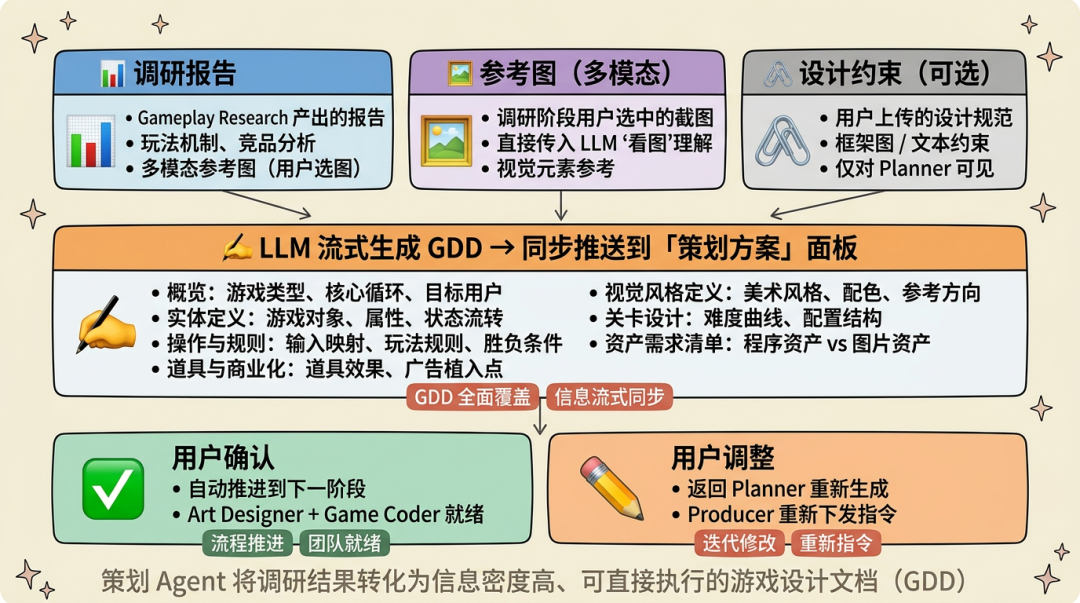 调研报告
• Gameplay Research 产出的报告
• 玩法机制、竞品分析
• 多模态参考图（用户选图）
参考图（多模态）
• 调研阶段用户选中的截图
• 直接传入 LLM ‘看图’理解
• 视觉元素参考
设计约束（可选）
• 用户上传的设计规范
• 框架图 / 文本约束
• 仅对 Planner 可见
LLM 流式生成 GDD → 同步推送到「策划方案」面板
• 概览：游戏类型、核心循环、目标用户
• 实体定义：游戏对象、属性、状态流转
• 操作与规则：输入映射、玩法规则、胜负条件
• 道具与商业化：道具效果、广告植入点
• 视觉风格定义：美术风格、配色、参考方向
• 关卡设计：难度曲线、配置结构
• 资产需求清单：程序资产 vs 图片资产
GDD 全面覆盖
信息流式同步
用户确认
• 自动推进到下一阶段
• Art Designer + Game Coder 就绪
流程推进
团队就绪
用户调整
• 返回 Planner 重新生成
• Producer 重新下发指令
迭代修改
重新指令
策划 Agent 将调研结果转化为信息密度高、可直接执行的游戏设计文档（GDD）